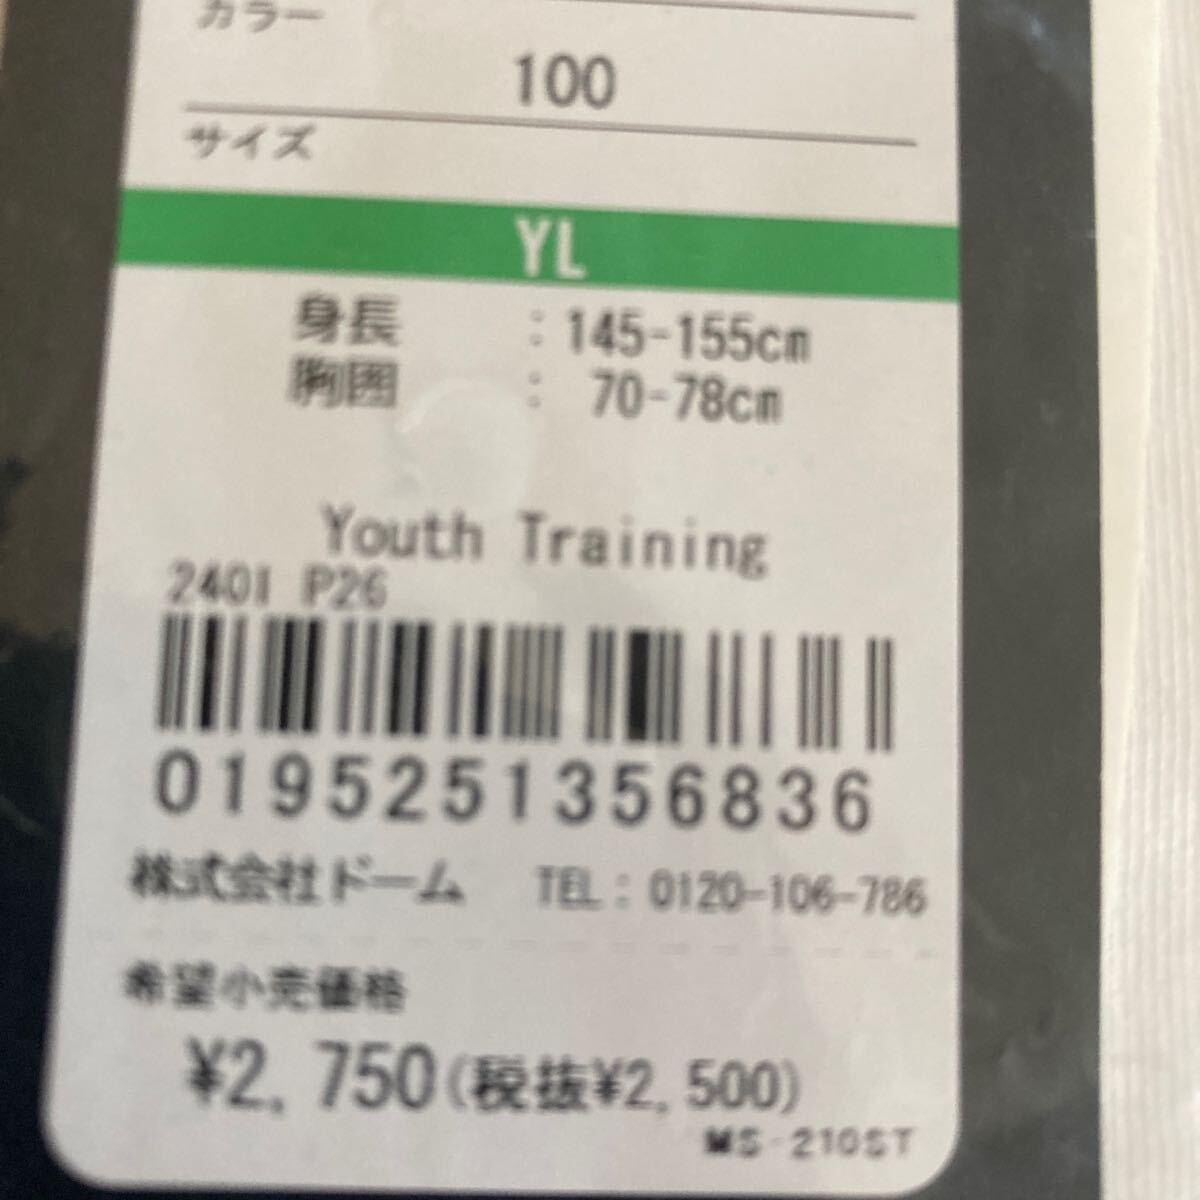 カラー
100
サイズ
YL
身長 : 145-155cm
胸囲 : 70-78cm
Youth Training
2401 P26
0195251356836
株式会社ドーム TEL: 0120-106-786
希望小売価格
¥2, 750(税抜¥2, 500)
MS-210ST